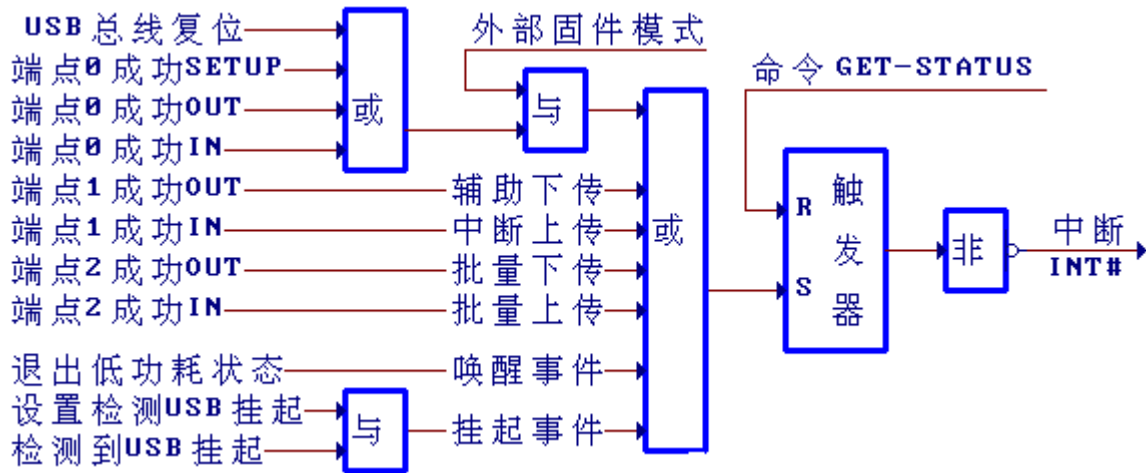 USB总线复位
端点0成功SETUP
端点0成功OUT
端点0成功IN
端点1成功OUT
端点1成功IN
端点2成功OUT
端点2成功IN
退出低功耗状态
设置检测USB挂起
检测到USB挂起
或
与
外部固件模式
与
辅助下传
中断上传
批量下传
批量上传
唤醒事件
挂起事件
或
命令GET-STATUS
R
S
触
发
器
非
中断
INT#